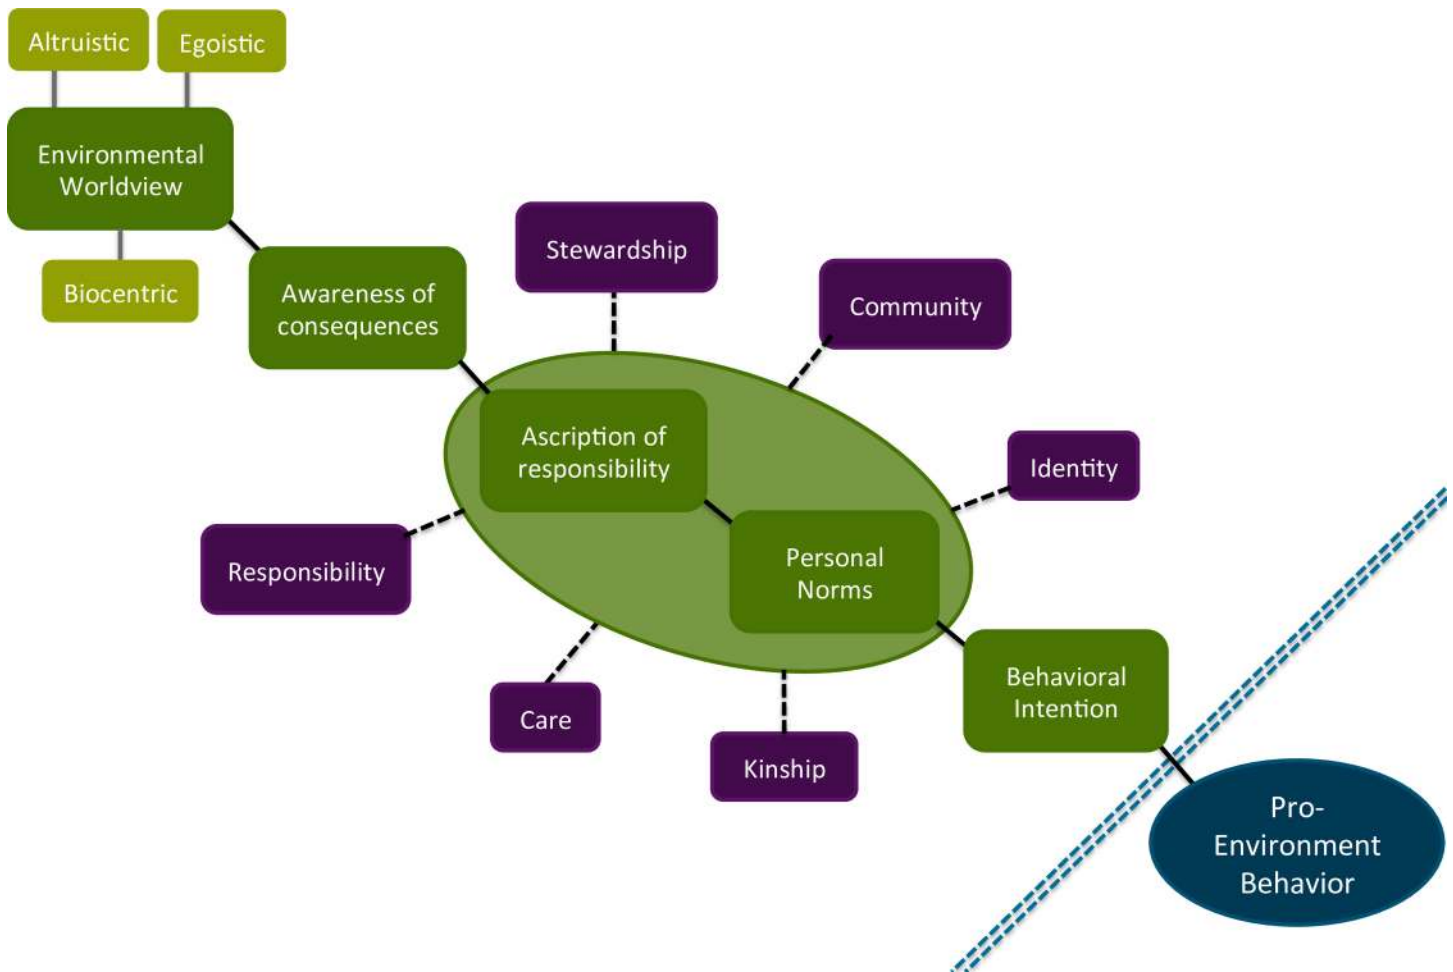 Altruistic
Egoistic
Environmental
Worldview
Biocentric
Awareness of
consequences
Stewardship
Community
Ascription of
responsibility
Identity
Responsibility
Personal
Norms
Care
Kinship
Behavioral
Intention
Pro-
Environment
Behavior